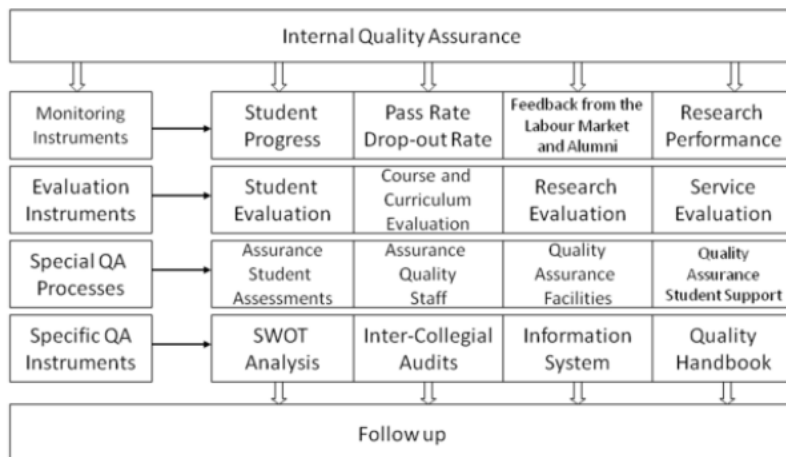 Internal Quality Assurance
Monitoring
Instruments
Student
Progress
Pass Rate
Drop-out Rate
Feedback from the
Labour Market
and Alumni
Research
Performance
Evaluation
Instruments
Student
Evaluation
Course and
Curriculum
Evaluation
Research
Evaluation
Service
Evaluation
Special QA
Processes
Assurance
Student
Assessments
Assurance
Quality
Staff
Quality
Assurance
Facilities
Quality
Assurance
Student Support
Specific QA
Instruments
SWOT
Analysis
Inter-Collegial
Audits
Information
System
Quality
Handbook
Follow up